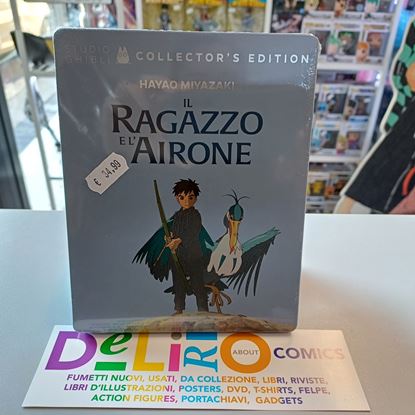 STUDIO
GHIBLI
COLLECTOR'S EDITION
HAYAO MIYAZAKI
IL
RAGAZZO
E L'AIRONE
€ 34,99
DeLiRiO
ABOUT
COMICS
FUMETTI NUOVI, USATI, DA COLLEZIONE, LIBRI, RIVISTE,
LIBRI D'ILLUSTRAZIONI, POSTERS, DVD, T-SHIRTS, FELPE,
ACTION FIGURES, PORTACHIAVI, GADGETS